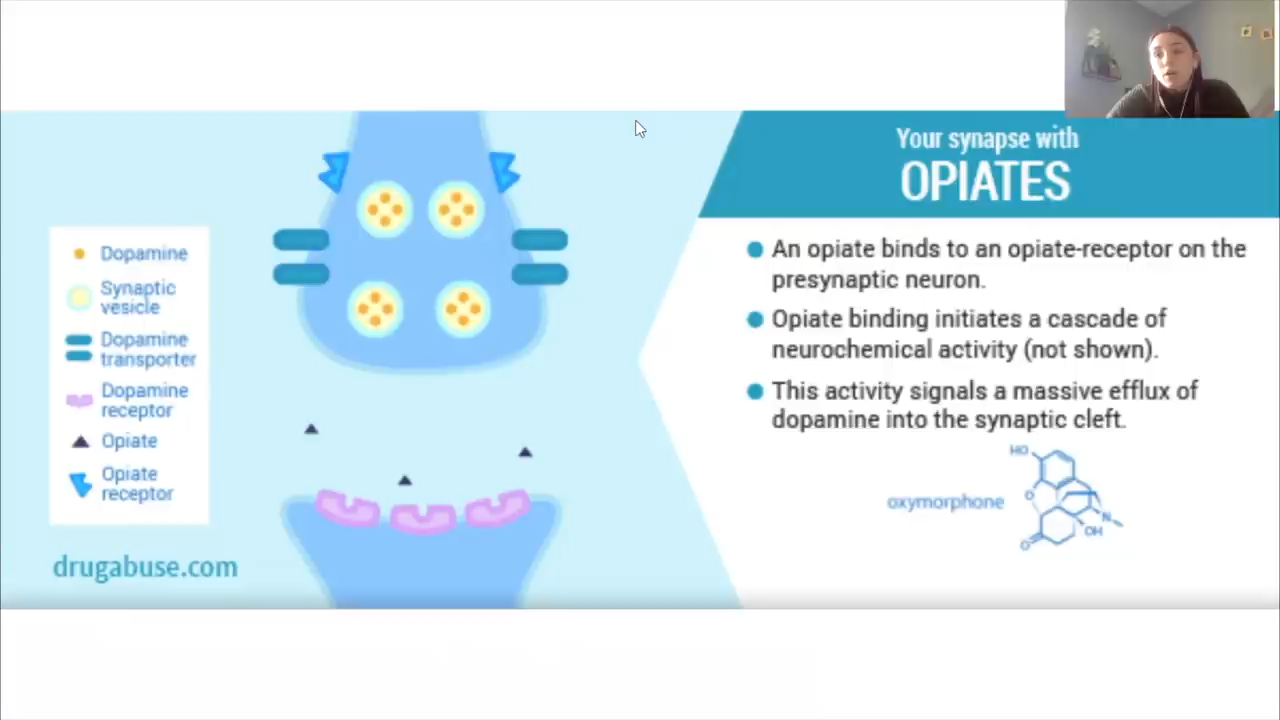 Your synapse with
OPIATES
An opiate binds to an opiate-receptor on the
presynaptic neuron.
Opiate binding initiates a cascade of
neurochemical activity (not shown).
This activity signals a massive efflux of
dopamine into the synaptic cleft.
oxymorphone
HO
O
N
OH
O
Dopamine
Synaptic
vesicle
Dopamine
transporter
Dopamine
receptor
Opiate
Opiate
receptor
drugabuse.com